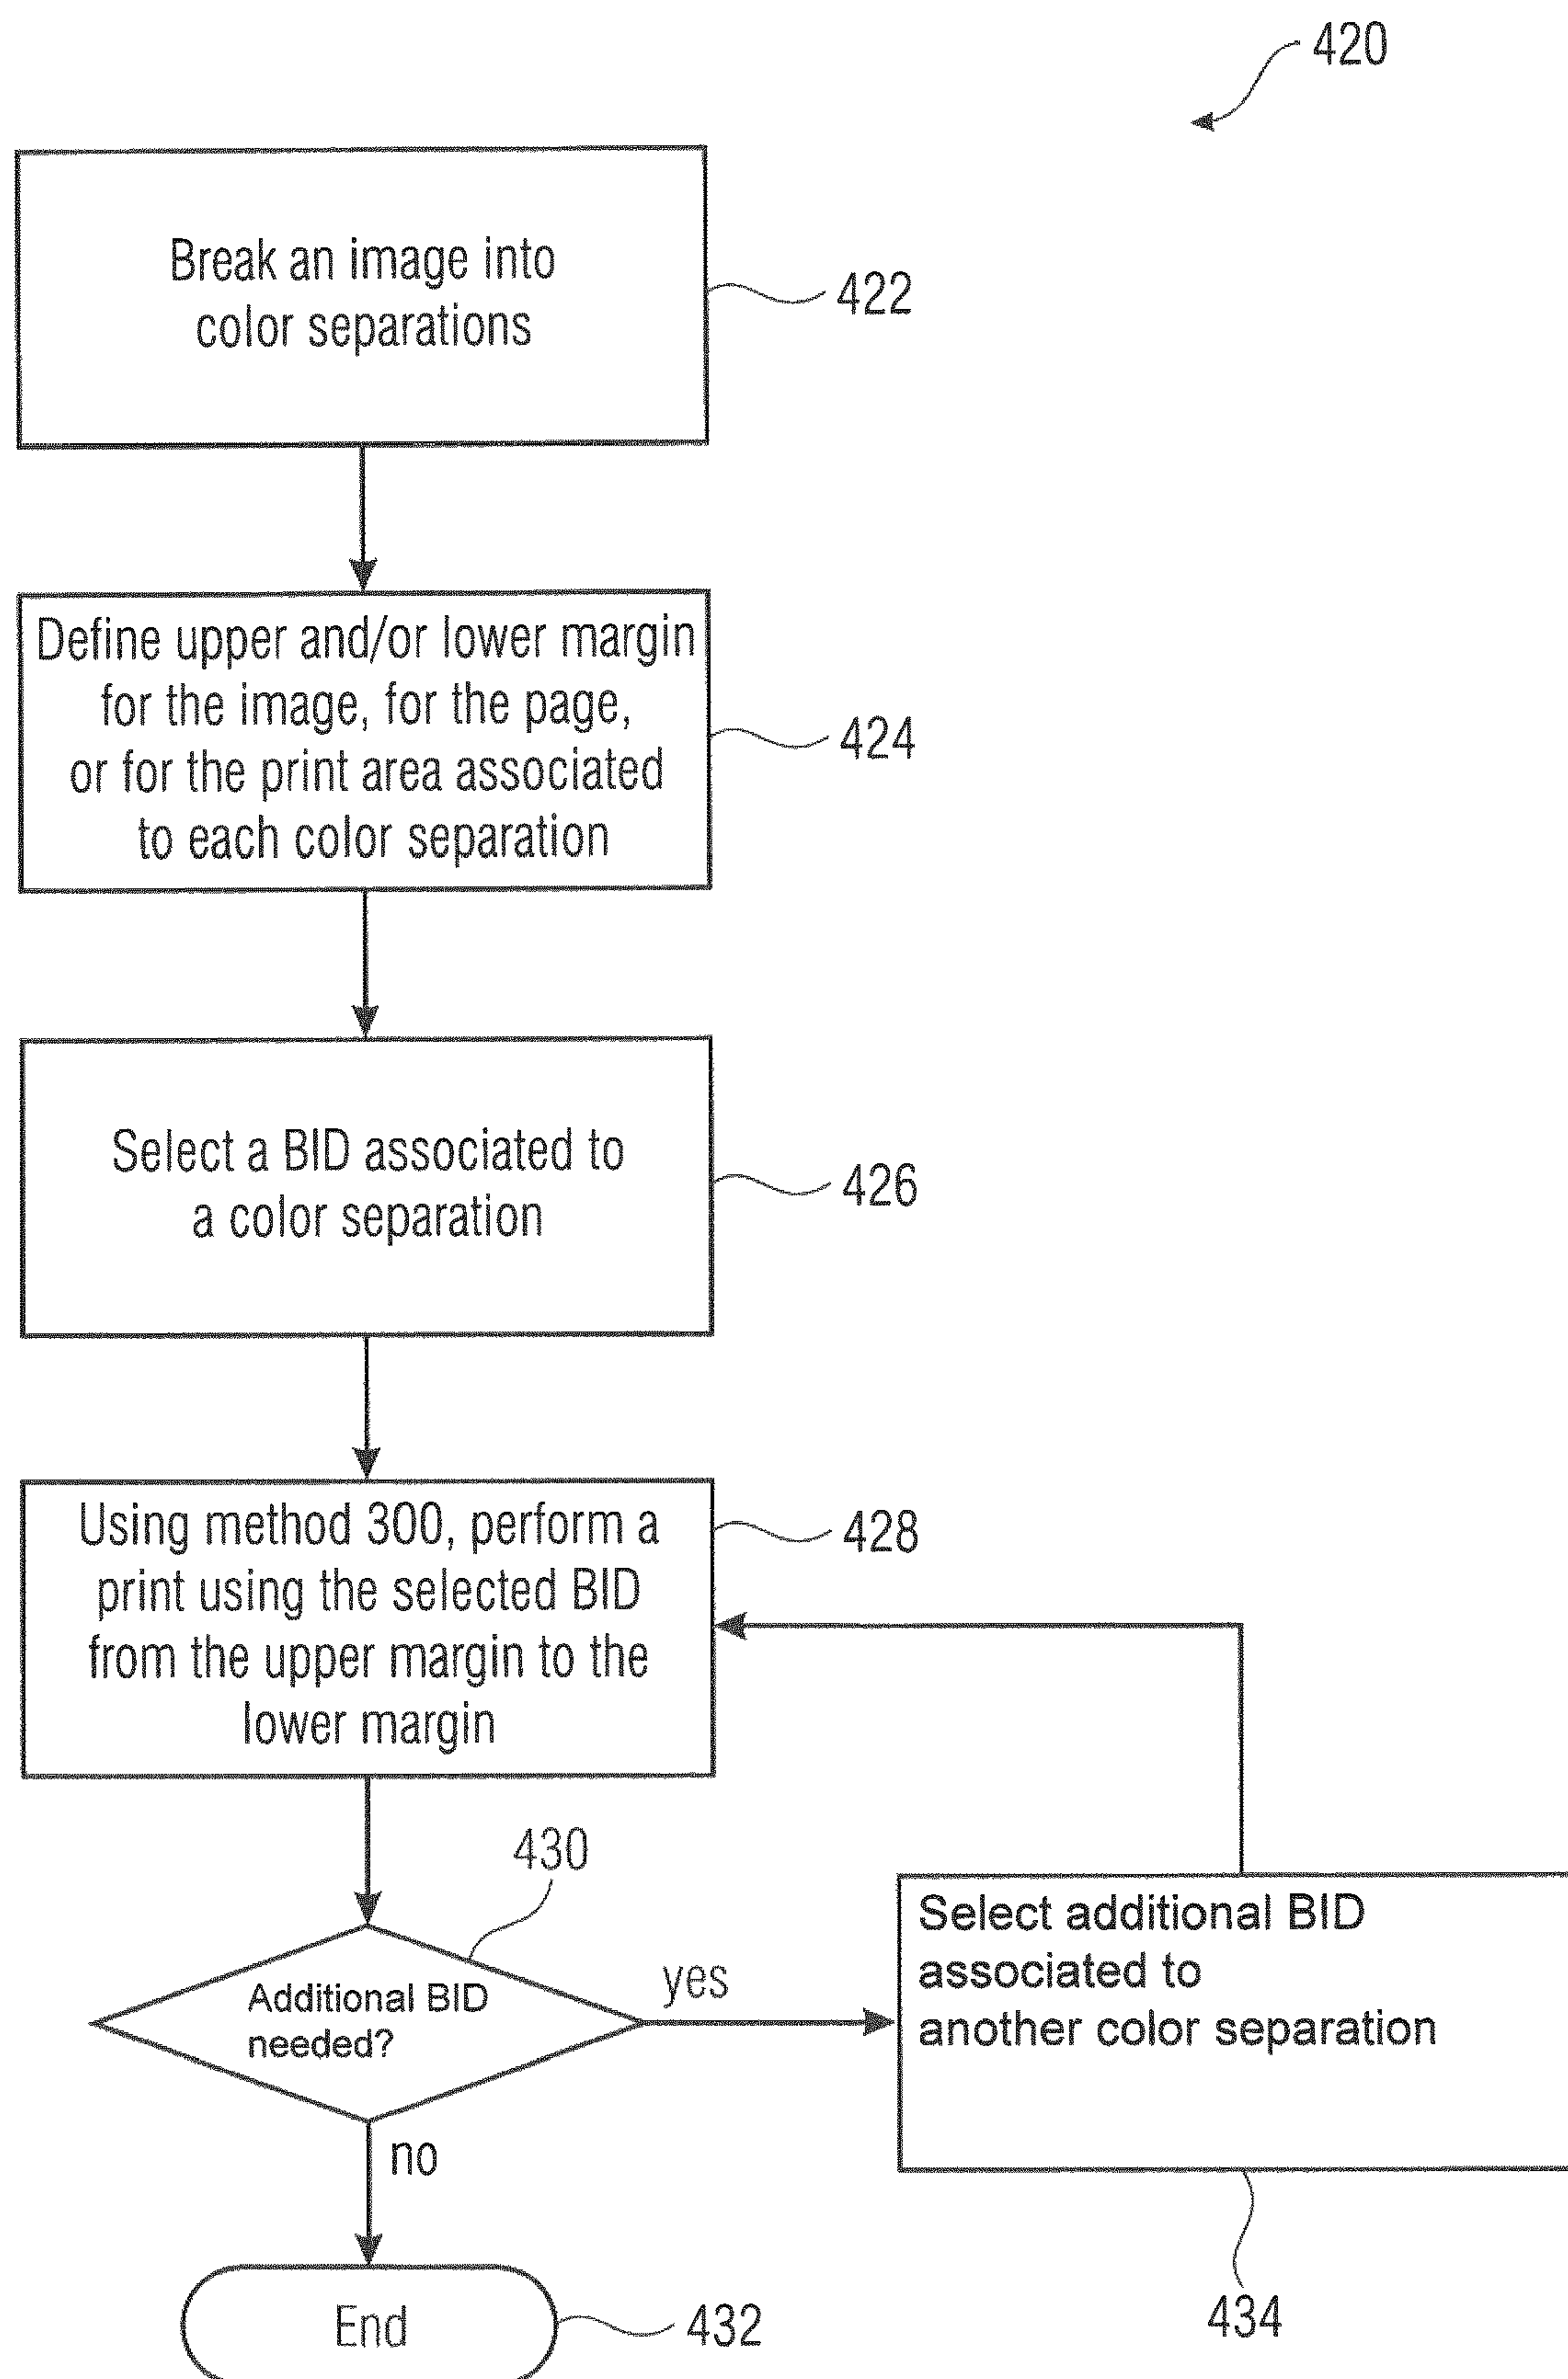 420
Break an image into
color separations
422
Define upper and/or lower margin
for the image, for the page,
or for the print area associated
to each color separation
424
Select a BID associated to
a color separation
426
Using method 300, perform a
print using the selected BID
from the upper margin to the
lower margin
428
430
Additional BID
needed?
yes
Select additional BID
associated to
another color separation
no
434
End
432